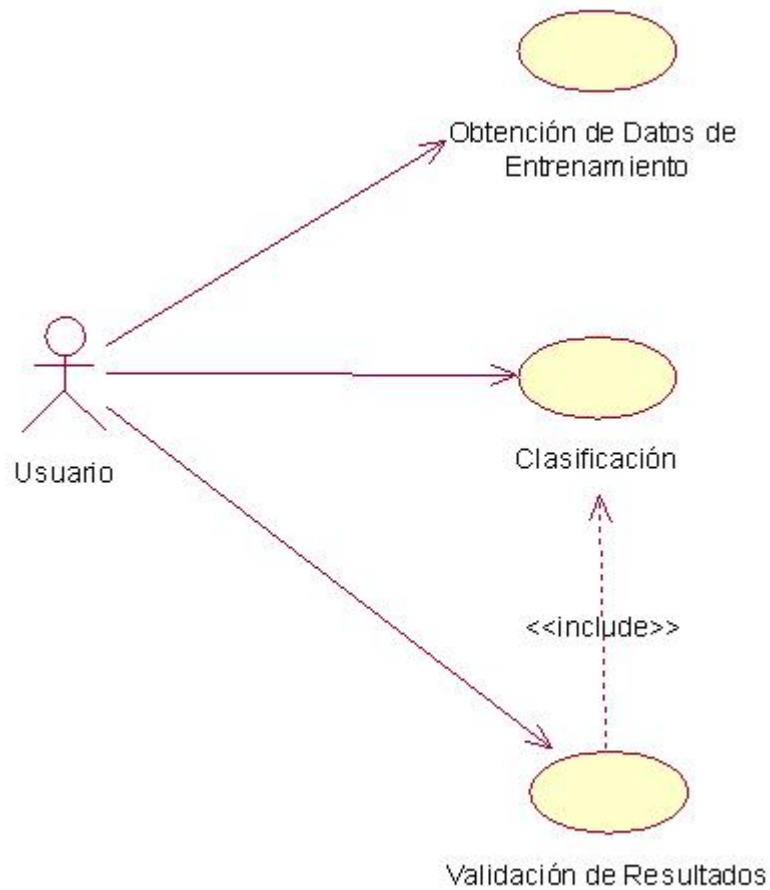 Obtención de Datos de
Entrenamiento
Usuario
Clasificación
<<include>>
Validación de Resultados